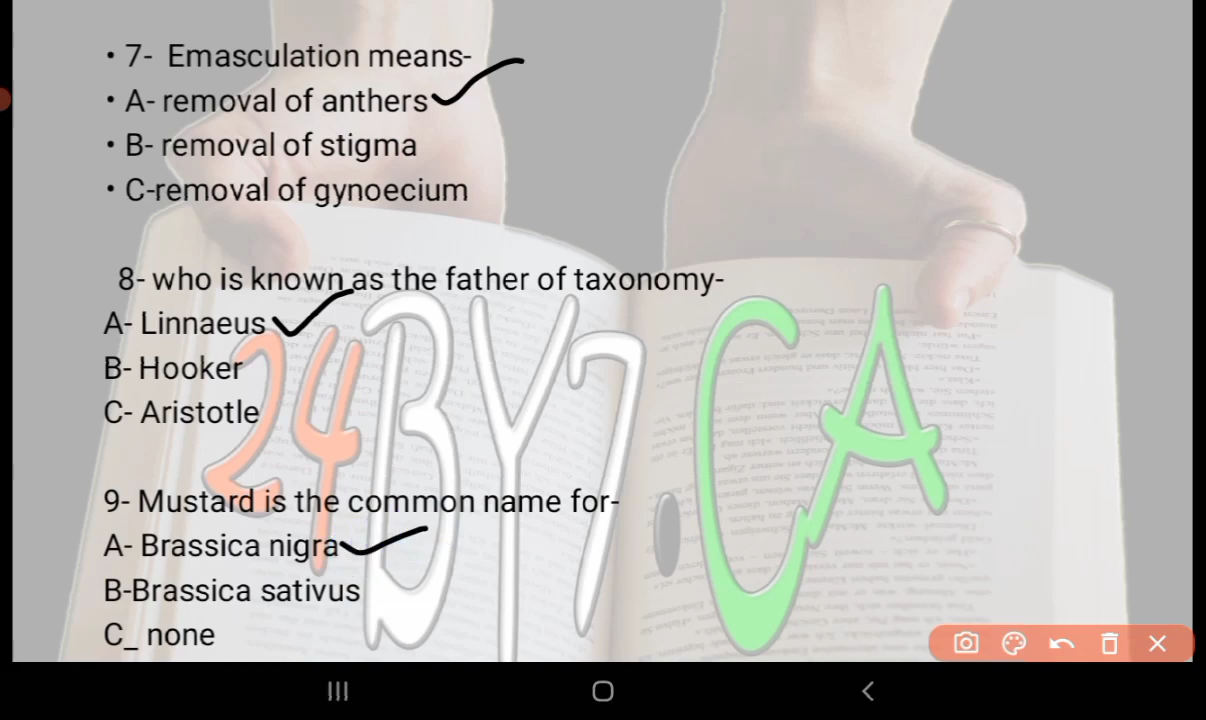 • 7- Emasculation means-
• A- removal of anthers
• B- removal of stigma
• C-removal of gynoecium
8- who is known as the father of taxonomy-
A- Linnaeus
B- Hooker
C- Aristotle
9- Mustard is the common name for-
A- Brassica nigra
B-Brassica sativus
C_ none
24BY7.CA